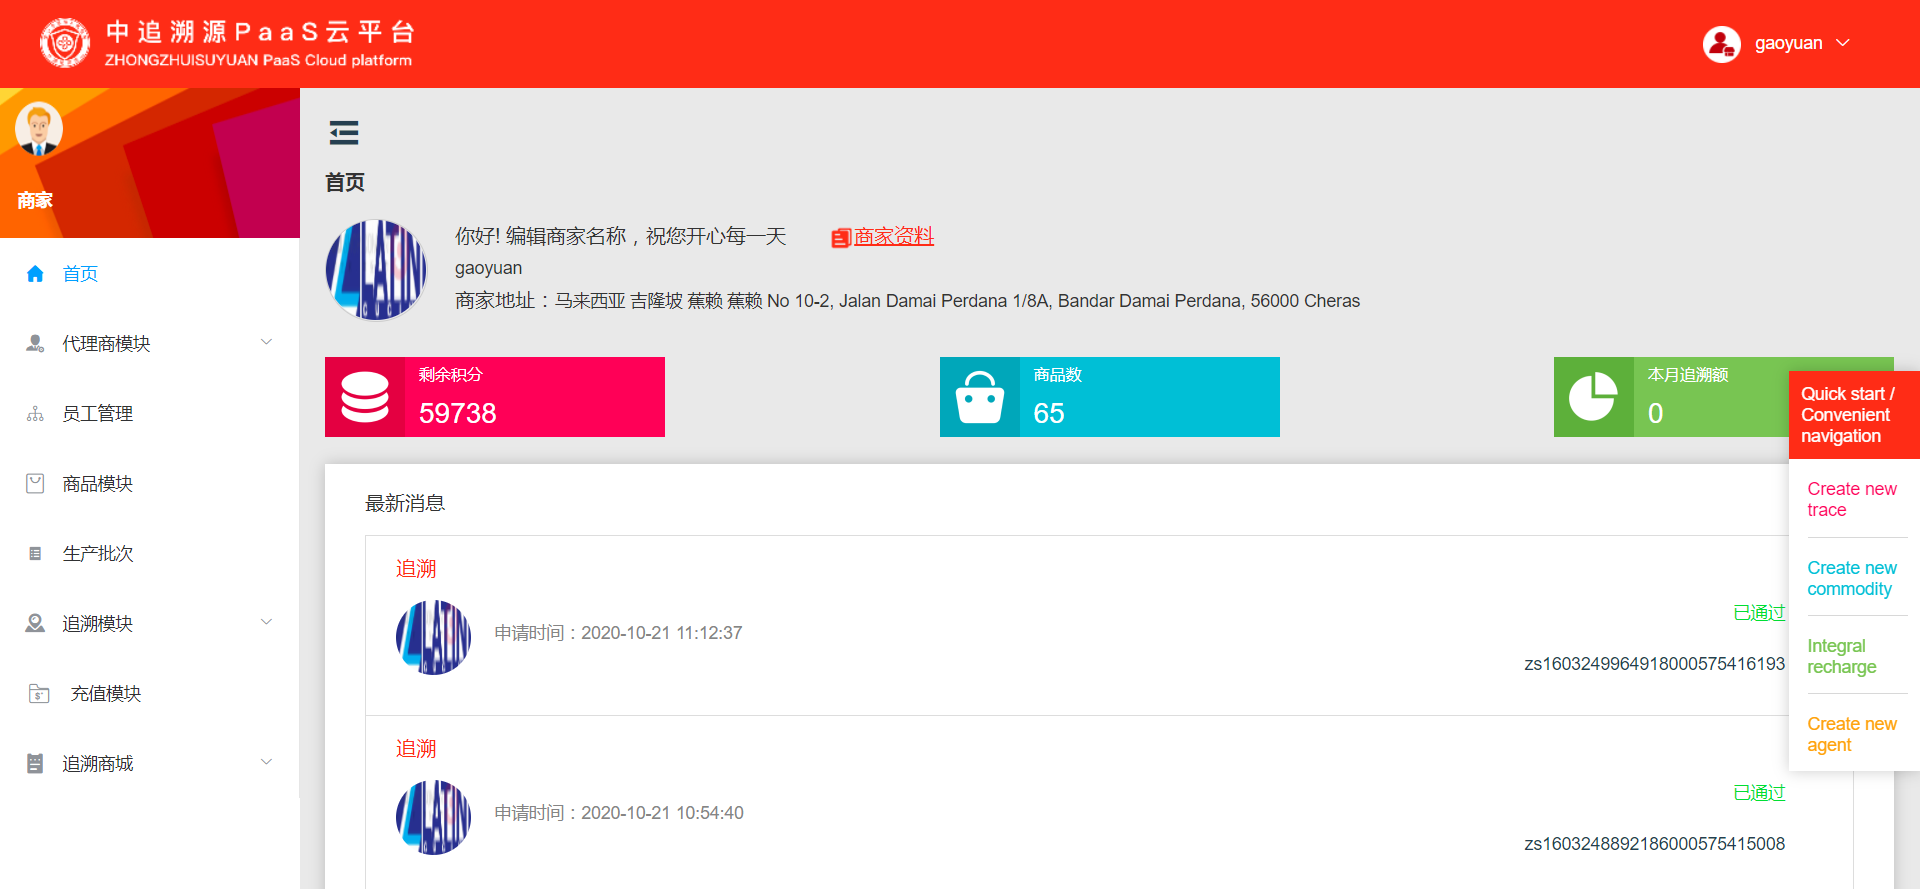 中追溯源PaaS云平台
ZHONGZHUISUYUAN PaaS Cloud platform
gaoyuan
商家
首页
代理商模块
员工管理
商品模块
生产批次
追溯模块
充值模块
追溯商城
首页
你好! 编辑商家名称，祝您开心每一天
商家资料
gaoyuan
商家地址：马来西亚 吉隆坡 蕉赖 蕉赖 No 10-2, Jalan Damai Perdana 1/8A, Bandar Damai Perdana, 56000 Cheras
剩余积分
59738
商品数
65
本月追溯额
0
Quick start /
Convenient
navigation
Create new
trace
Create new
commodity
Integral
recharge
Create new
agent
最新消息
追溯
LATIN
申请时间：2020-10-21 11:12:37
已通过
zs1603249964918000575416193
追溯
LATIN
申请时间：2020-10-21 10:54:40
已通过
zs1603248892186000575415008